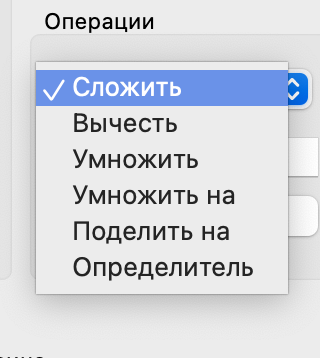 Операции
Сложить
Вычесть
Умножить
Умножить на
Поделить на
Определитель